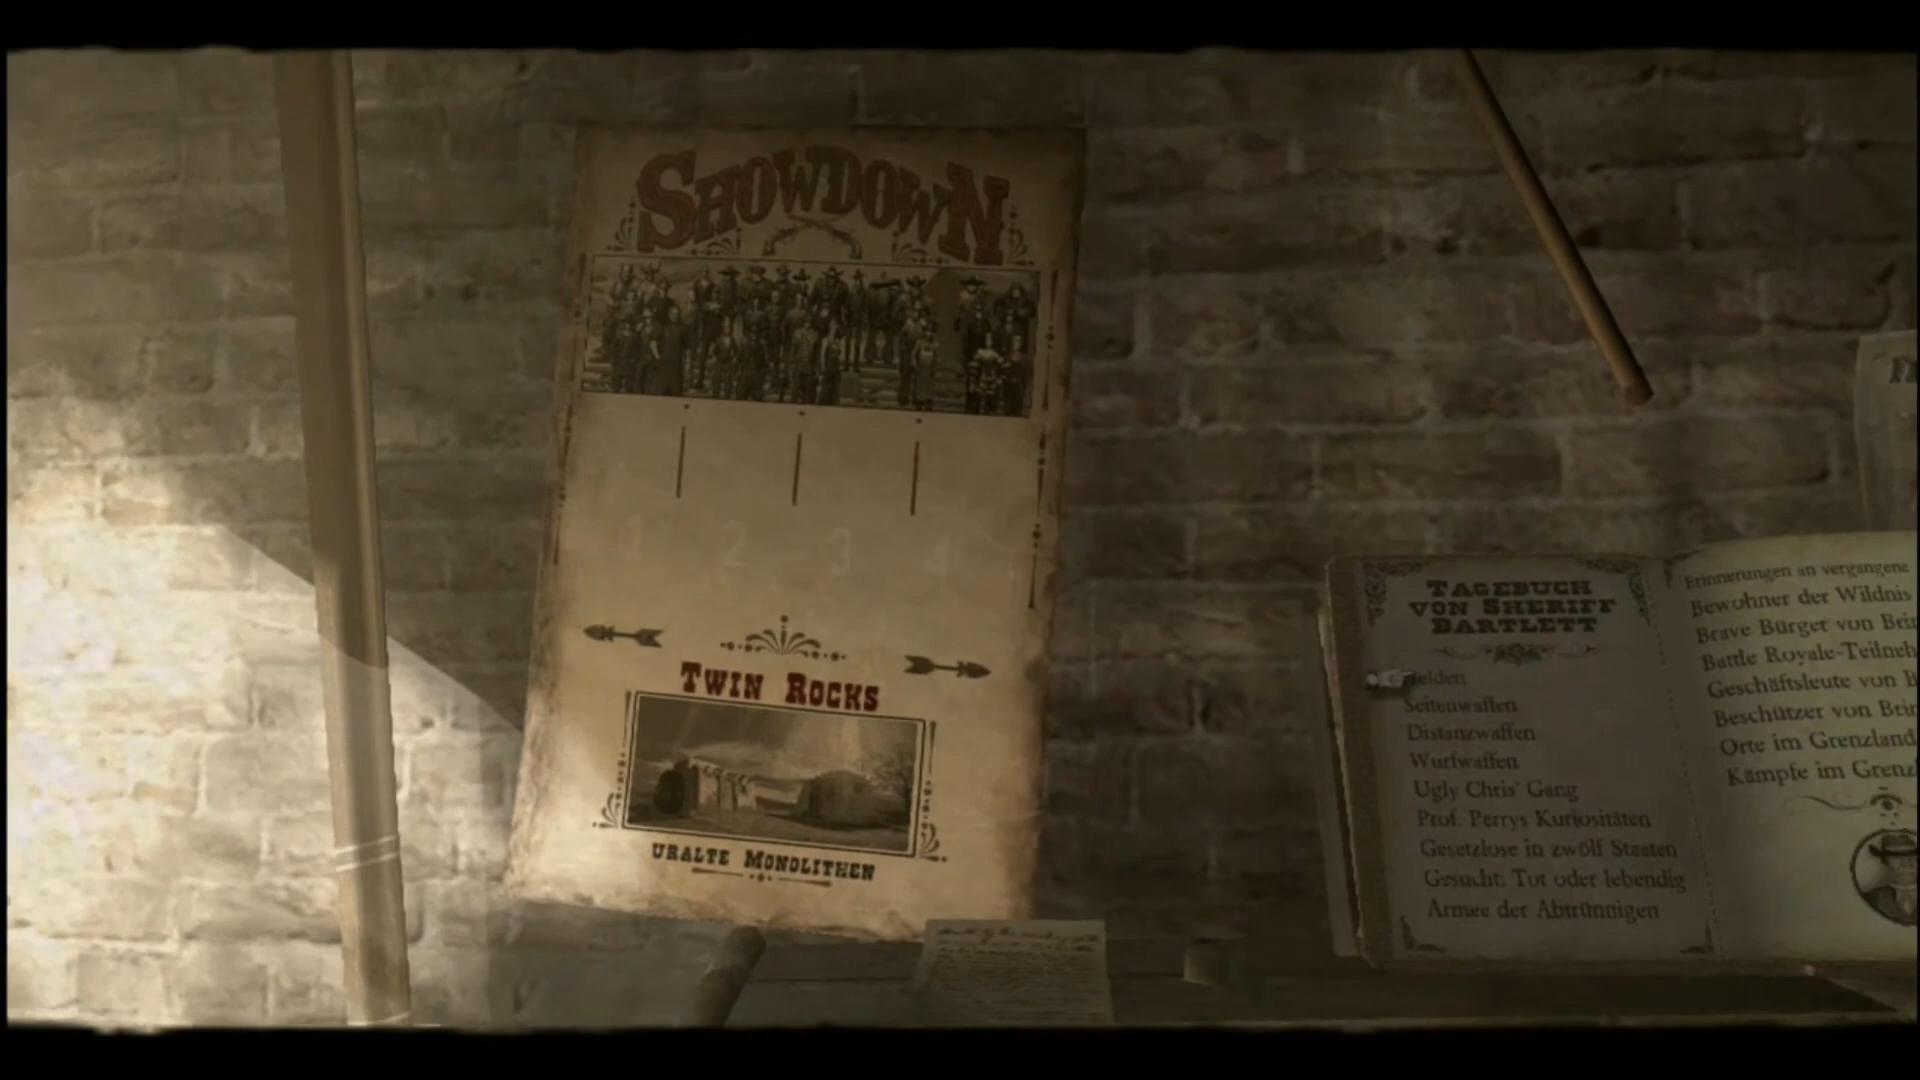 SHOWDOWN
1 2 3 4
TWIN ROCKS
URALTE MONOLITHEN
TAGEBUCH
VON SHERIFF
BARTLETT
Helden
Seitenwaffen
Distanzwaffen
Wurfwaffen
Ugly Chris' Gang
Prof. Perrys Kuriositäten
Gesetzlose in zwölf Staaten
Gesucht: Tot oder lebendig
Armee der Abtrünnigen
Erinnerungen an vergangene
Bewohner der Wildnis
Brave Bürger von
Battle
Geschäftsleute von
Beschützer von
Orte im Grenzland
Kämpfe im